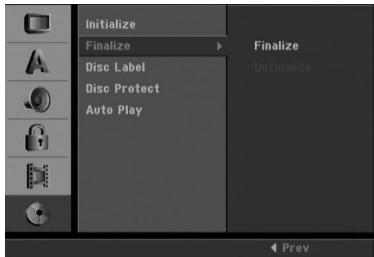 Initialize
Finalize
Disc Label
Disc Protect
Auto Play
Finalize
Unfinalize
Prev